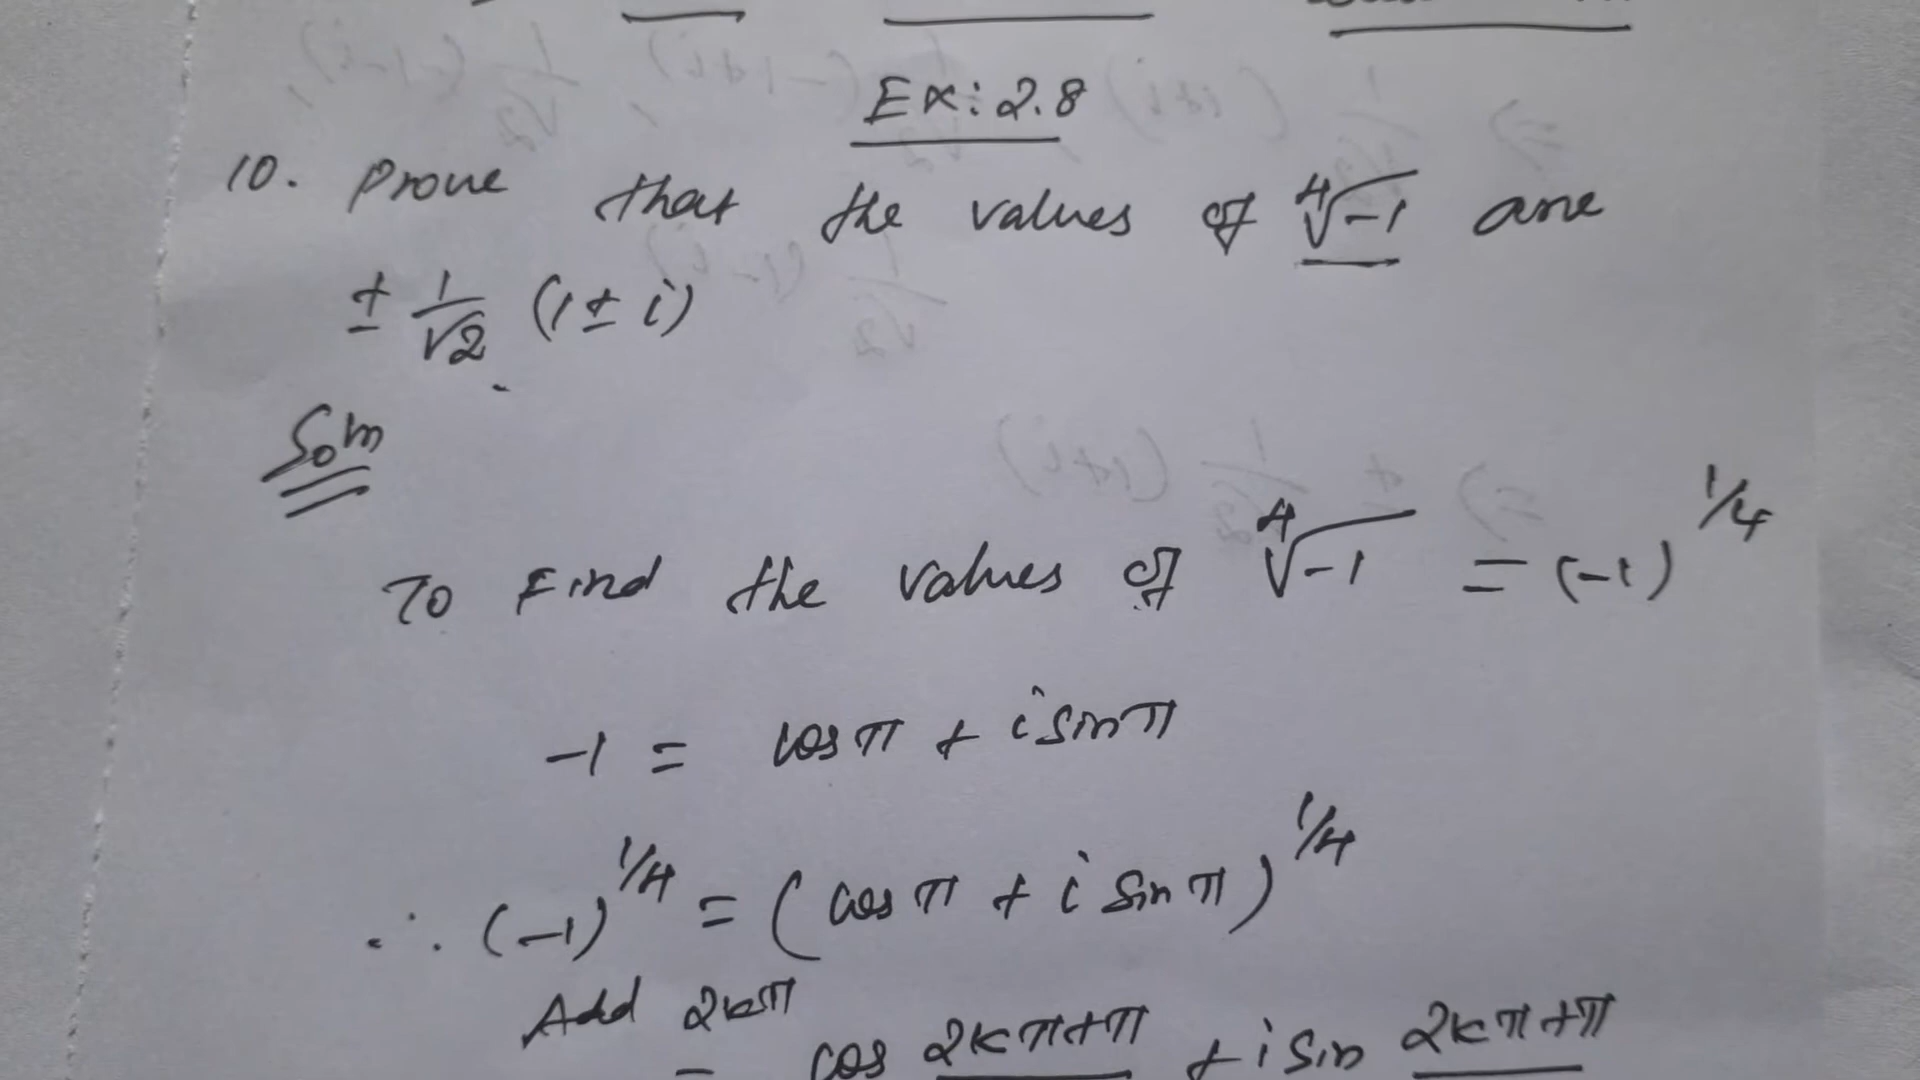 Ex: 2.8
10. Prove that the values of ∜-1 are
± 1/√2 (1 ± i)
Soln
To Find the values of ∜-1 = (-1)^1/4
-1 = cos π + i sin π
∴ (-1)^1/4 = (cos π + i sin π)^1/4
Add 2kπ
= cos 2kπ+π + i sin 2kπ+π